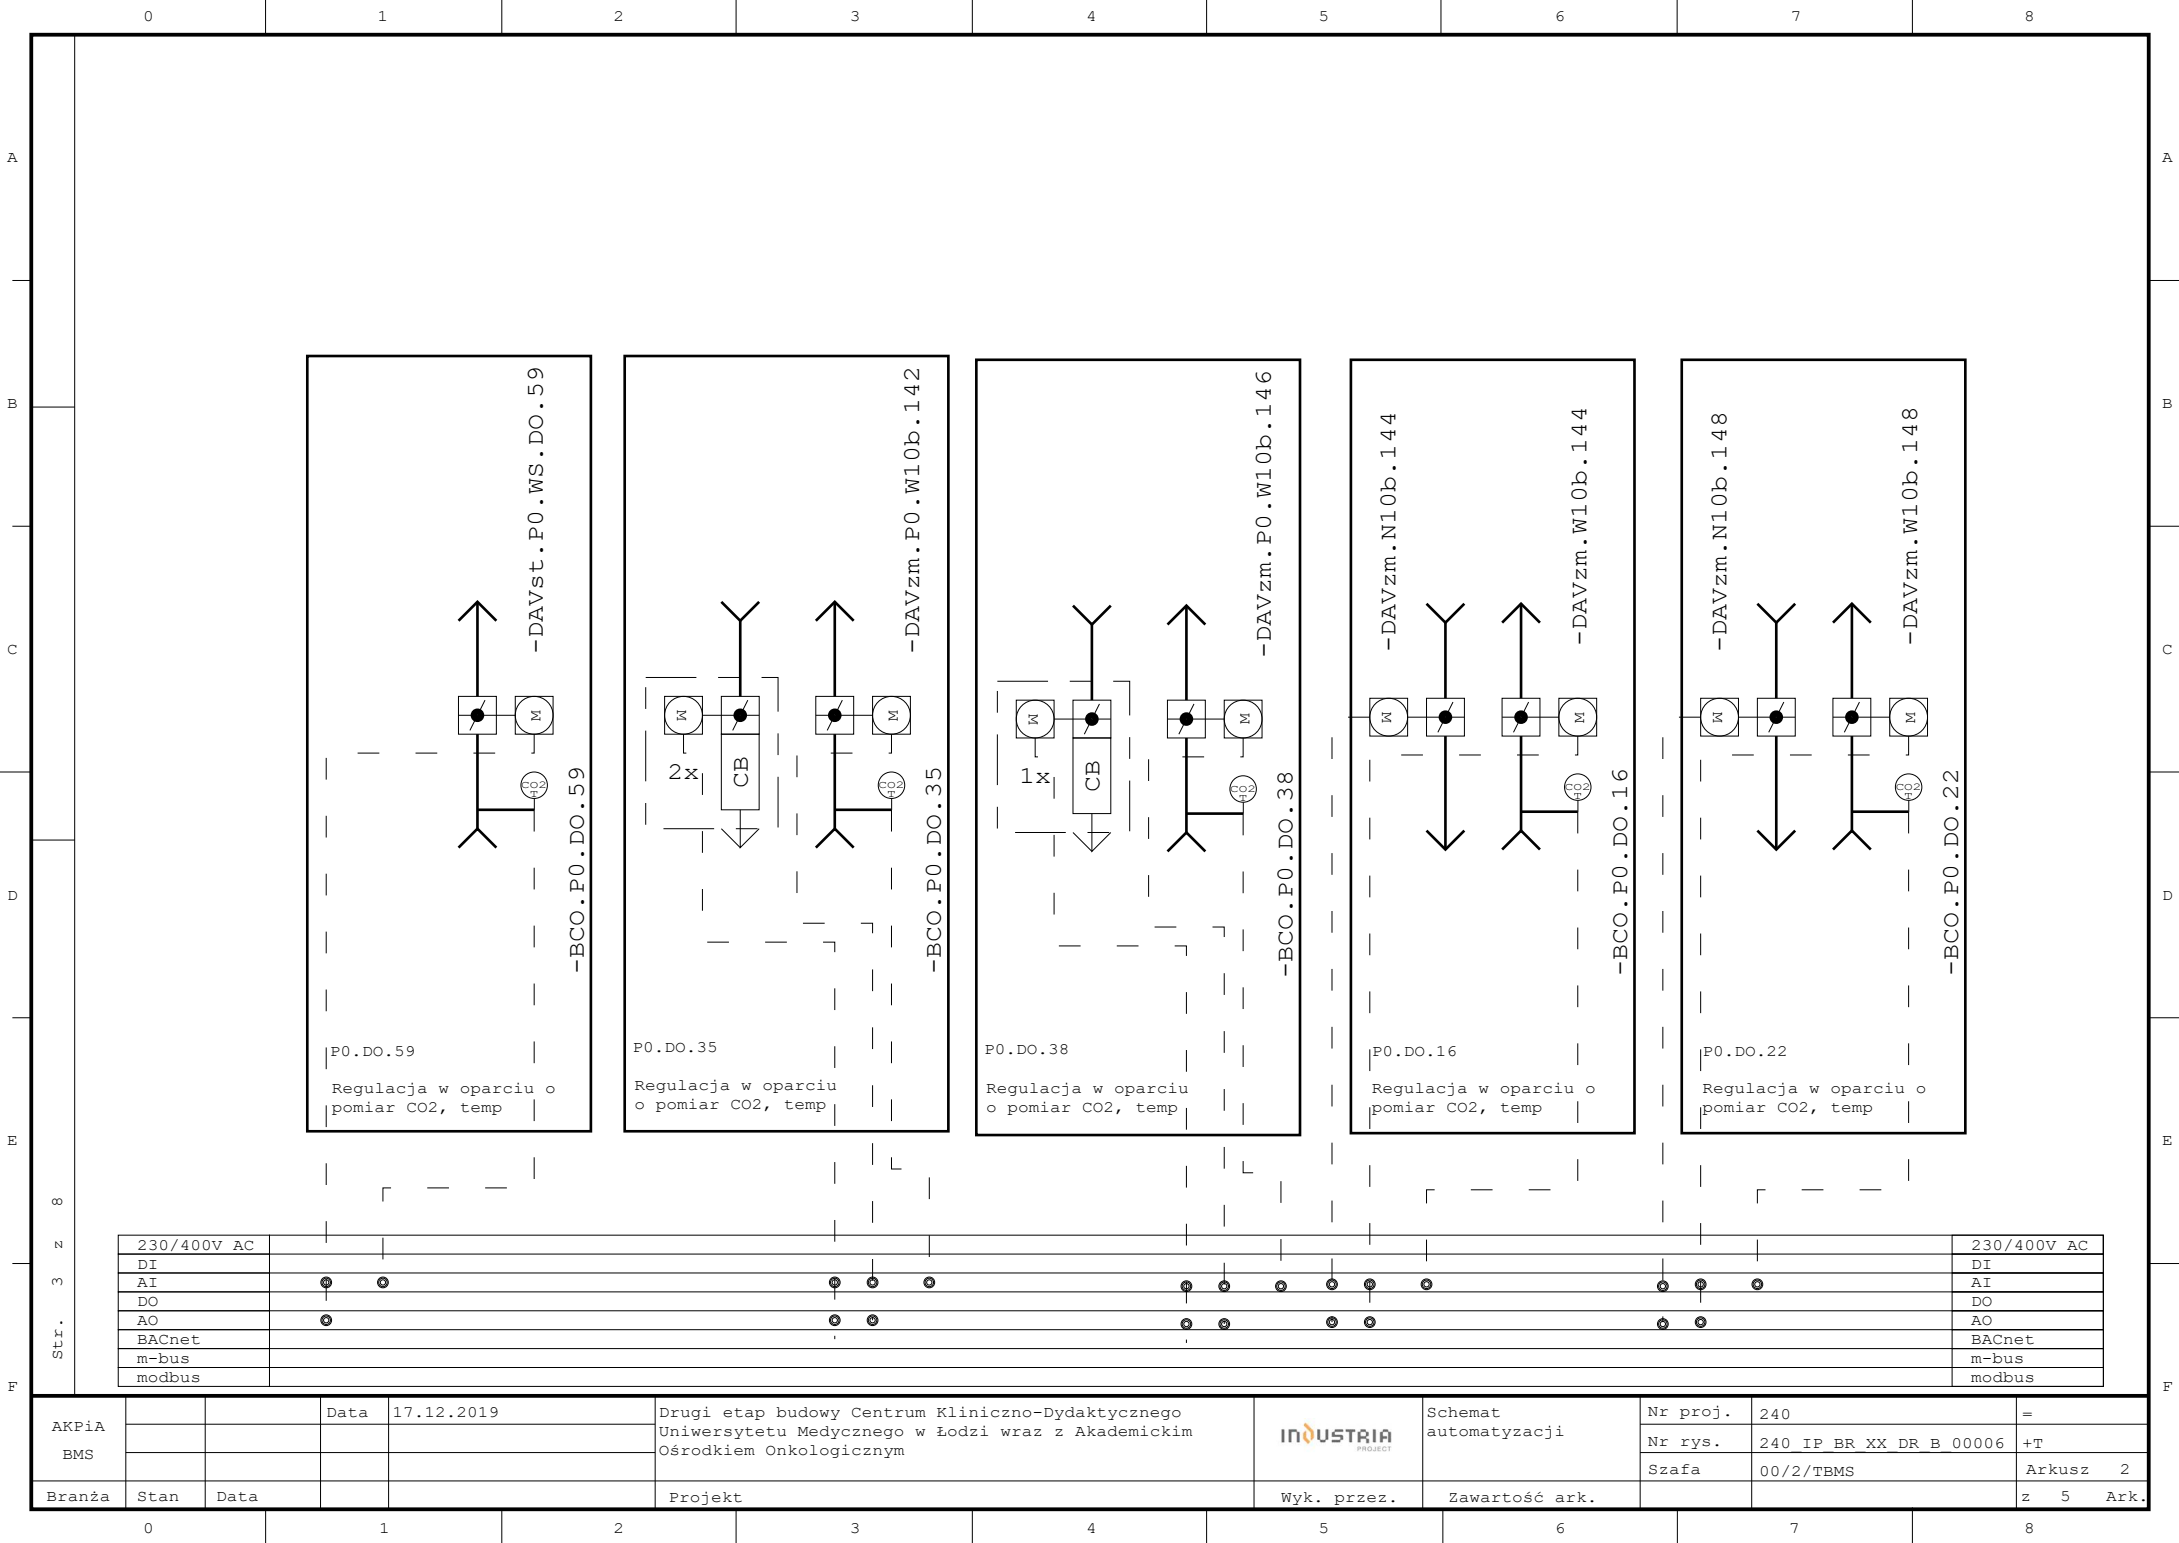 0 1 2 3 4 5 6 7 8
A A
B B
C C
D D
E E
F F
-DAVst.P0.WS.DO.59
-DAVzm.P0.W10b.142
-DAVzm.P0.W10b.146
-DAVzm.N10b.144
-DAVzm.W10b.144
-DAVzm.N10b.148
-DAVzm.W10b.148
M M M M M M M M M
2x CB
1x CB
CO2 T
CO2 T
CO2 T
CO2 T
CO2 T
-BCO.P0.DO.59
-BCO.P0.DO.35
-BCO.P0.DO.38
-BCO.P0.DO.16
-BCO.P0.DO.22
P0.DO.59
Regulacja w oparciu o
pomiar CO2, temp
P0.DO.35
Regulacja w oparciu
o pomiar CO2, temp
P0.DO.38
Regulacja w oparciu
o pomiar CO2, temp
P0.DO.16
Regulacja w oparciu o
pomiar CO2, temp
P0.DO.22
Regulacja w oparciu o
pomiar CO2, temp
Str. 3 z 8
230/400V AC 230/400V AC
DI DI
AI AI
DO DO
AO AO
BACnet BACnet
m-bus m-bus
modbus modbus
AKPiA
BMS
Branża Stan Data
Data 17.12.2019
Drugi etap budowy Centrum Kliniczno-Dydaktycznego
Uniwersytetu Medycznego w Łodzi wraz z Akademickim
Ośrodkiem Onkologicznym
Projekt
INDUSTRIA
PROJECT
Wyk. przez.
Schemat
automatyzacji
Zawartość ark.
Nr proj. 240 =
Nr rys. 240_IP_BR_XX_DR_B_00006 +T
Szafa 00/2/TBMS Arkusz 2
z 5 Ark.
0 1 2 3 4 5 6 7 8